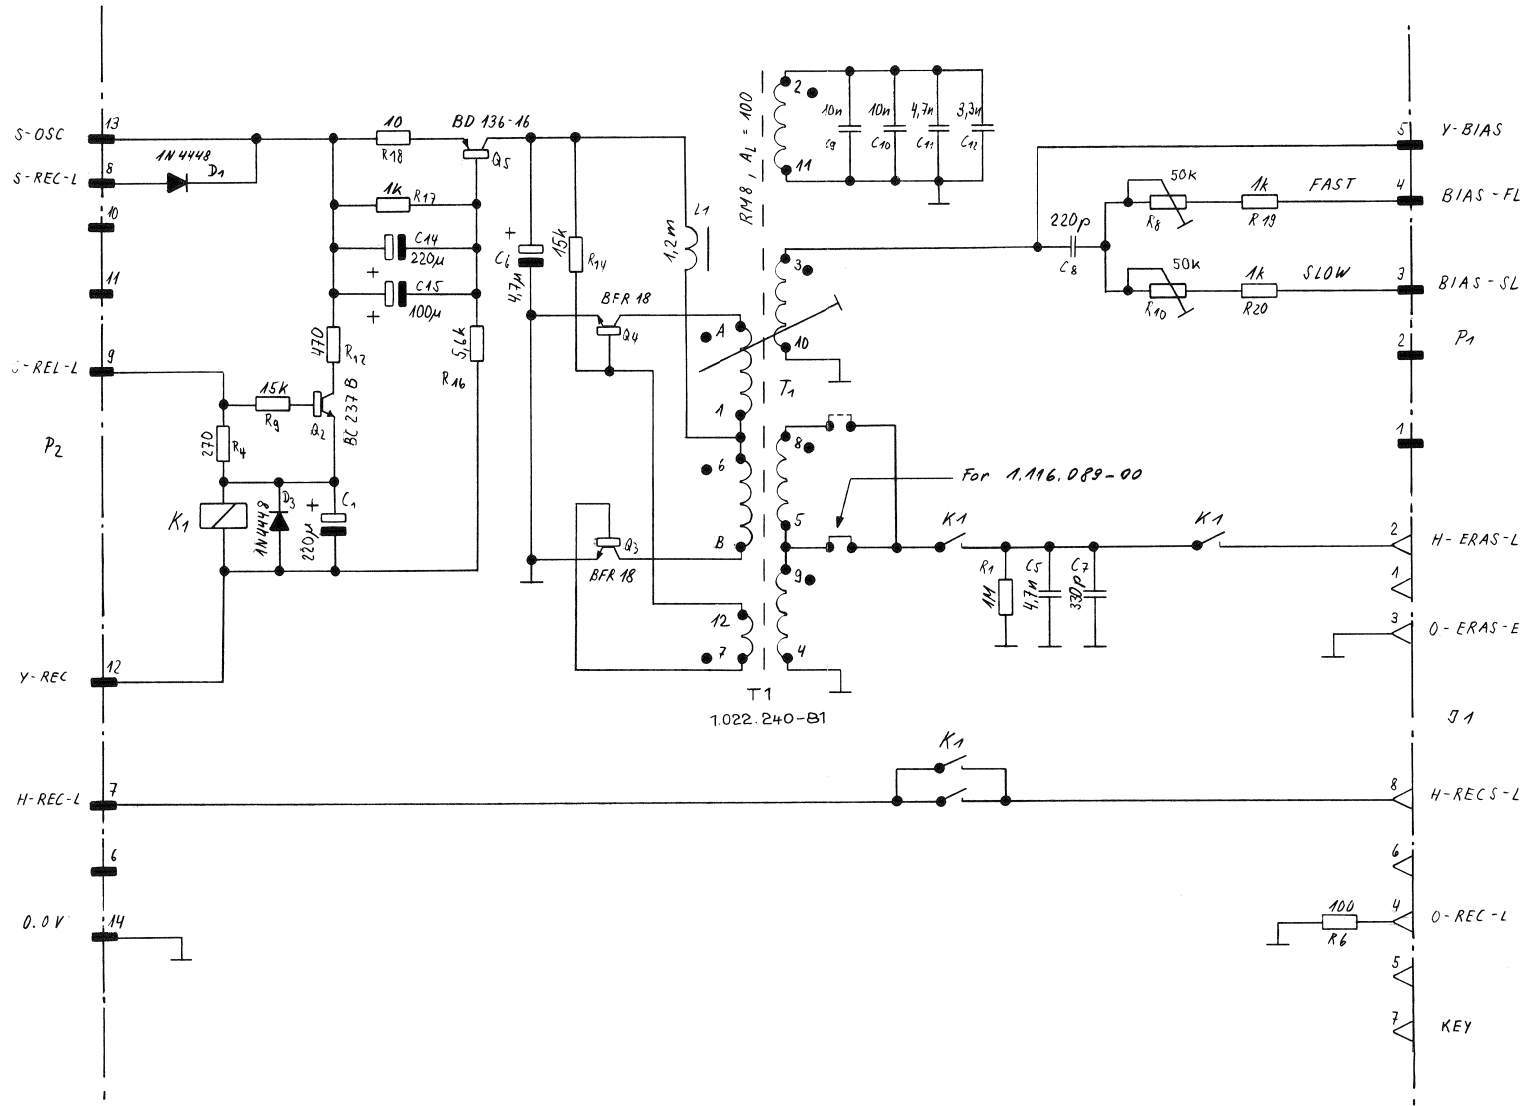 S-OSC
13
1N4448
D1
S-REC-L
8
10
11
9
-REL-L
P2
10
R18
BD 136-16
Q5
1k
R17
C14
220µ
+
C15
100µ
+
470
R12
5,6k
R16
15K
R9
Q2
BC 237 B
270
R4
K1
1N4448
D3
+
C1
220µ
Y-REC
12
H-REC-L
7
6
0.0V
14
+
C6
4,7µ
15k
R14
BFR 18
Q4
Q3
BFR 18
L1
1,2m
A
1
6
B
12
7
RM8, AL = 100
2
11
10n
C9
10n
C10
4,7n
C11
3,3n
C12
3
10
T1
8
5
9
4
T1
1.022.240-81
For 1.116.089-00
K1
R1
1M
C5
4,7n
C7
330p
K1
K1
220p
C8
50K
R8
1k
R19
FAST
50K
R10
1k
R20
SLOW
5
Y-BIAS
4
BIAS-FL
3
BIAS-SL
2
P1
1
2
H-ERAS-L
1
3
0-ERAS-E
J1
8
H-RECS-L
6
100
R6
4
0-REC-L
5
7
KEY